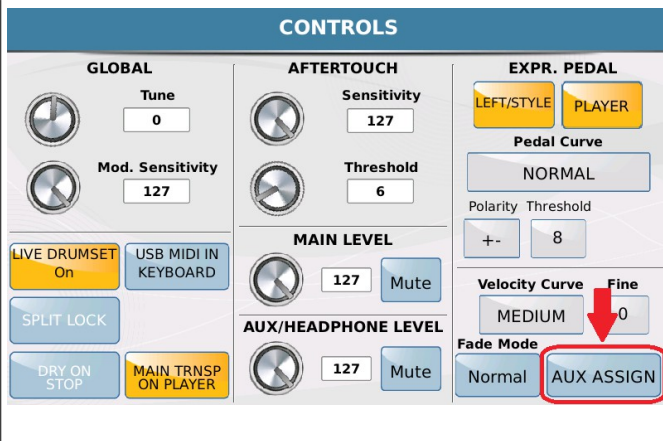 CONTROLS
GLOBAL
Tune
0
Mod. Sensitivity
127
LIVE DRUMSET
On
USB MIDI IN
KEYBOARD
SPLIT LOCK
DRY ON
STOP
MAIN TRNSP
ON PLAYER
AFTERTOUCH
Sensitivity
127
Threshold
6
MAIN LEVEL
127
Mute
AUX/HEADPHONE LEVEL
127
Mute
EXPR. PEDAL
LEFT/STYLE
PLAYER
Pedal Curve
NORMAL
Polarity Threshold
+- 8
Velocity Curve Fine
MEDIUM 0
Fade Mode
Normal
AUX ASSIGN